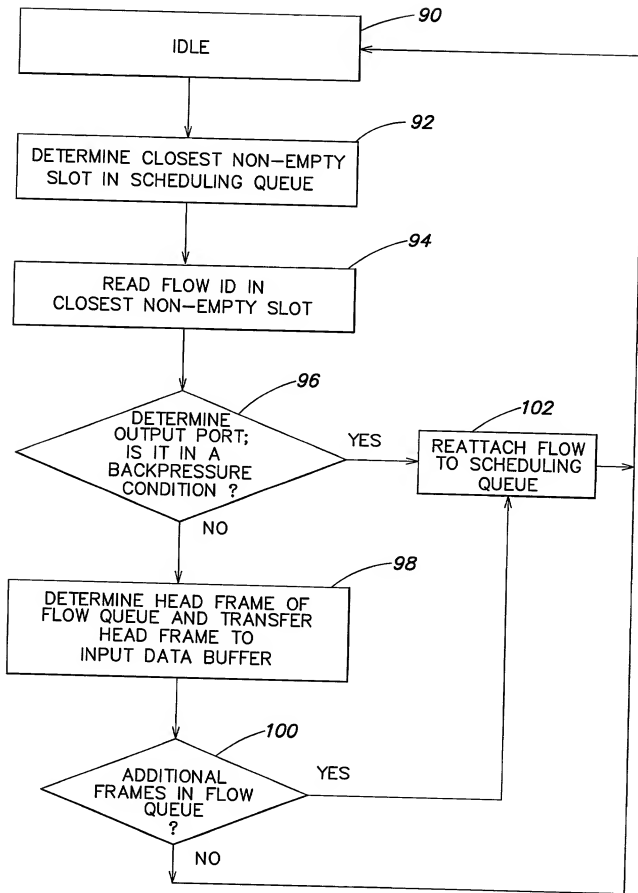 90
IDLE
92
DETERMINE CLOSEST NON-EMPTY
SLOT IN SCHEDULING QUEUE
94
READ FLOW ID IN
CLOSEST NON-EMPTY SLOT
96
DETERMINE
OUTPUT PORT;
IS IT IN A
BACKPRESSURE
CONDITION ?
YES
102
REATTACH FLOW
TO SCHEDULING
QUEUE
NO
98
DETERMINE HEAD FRAME OF
FLOW QUEUE AND TRANSFER
HEAD FRAME TO
INPUT DATA BUFFER
100
ADDITIONAL
FRAMES IN FLOW
QUEUE
?
YES
NO